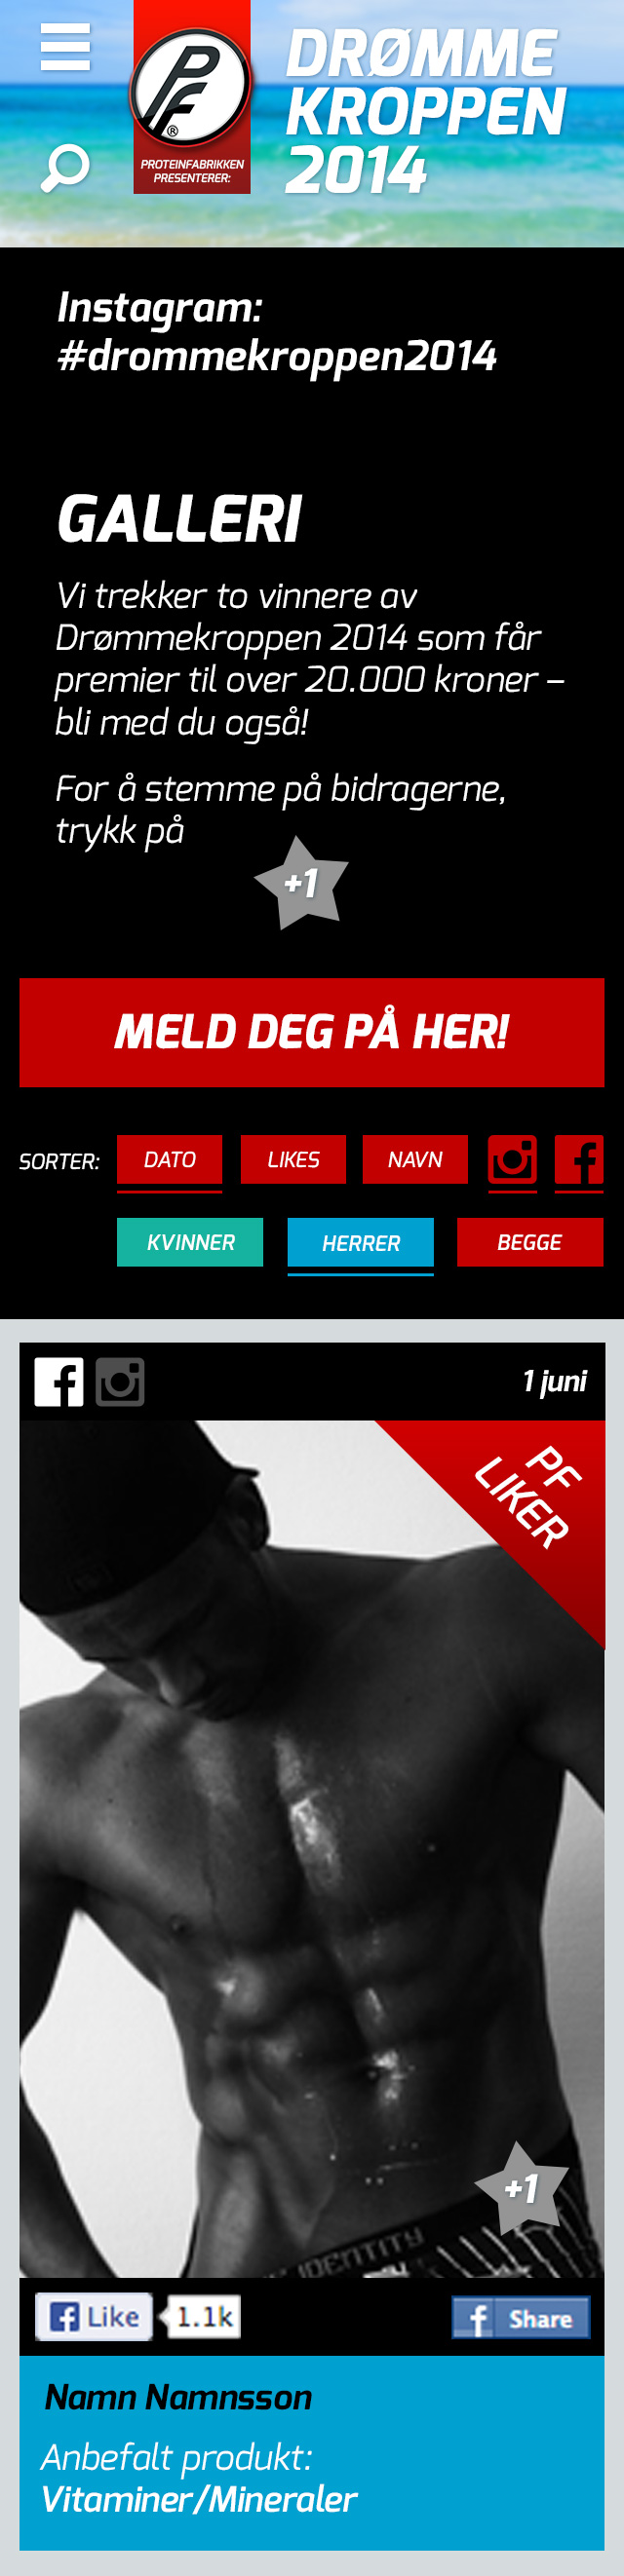 PF
®
PROTEINFABRIKKEN
PRESENTERER:
DRØMME
KROPPEN
2014
Instagram:
#drommekroppen2014
GALLERI
Vi trekker to vinnere av
Drømmekroppen 2014 som får
premier til over 20.000 kroner –
bli med du også!
For å stemme på bidragerne,
trykk på
+1
MELD DEG PÅ HER!
SORTER: DATO LIKES NAVN
KVINNER HERRER BEGGE
1 juni
PF
LIKER
+1
IDENTITY
Like 1.1k Share
Namn Namnsson
Anbefalt produkt:
Vitaminer/Mineraler